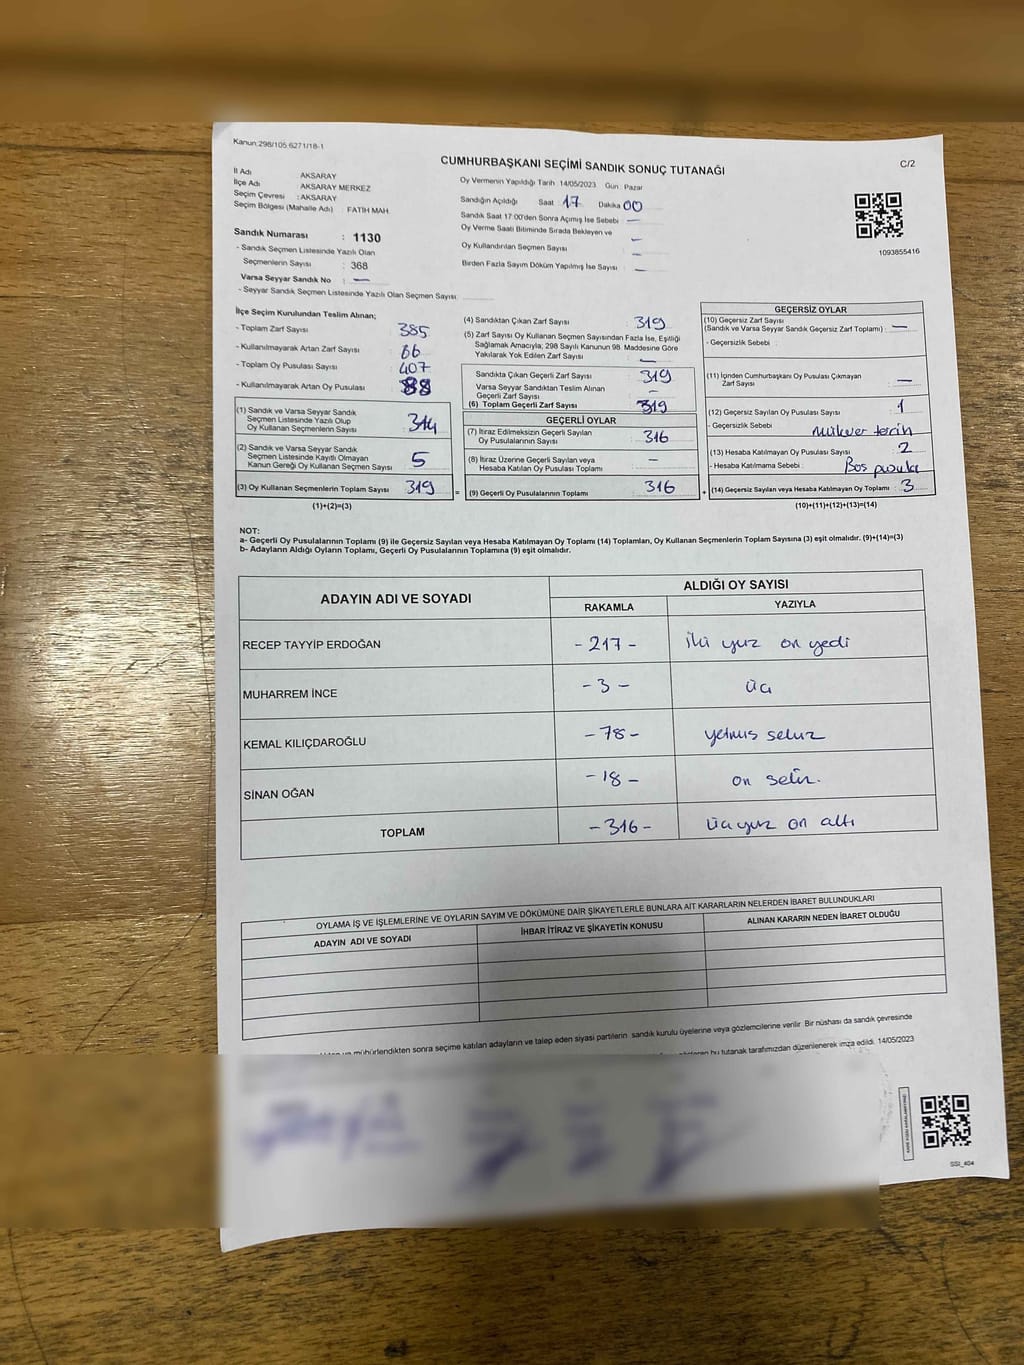 Kanun:298/105 6271/18-1
CUMHURBAŞKANI SEÇİMİ SANDIK SONUÇ TUTANAĞI
C/2
İl Adı : AKSARAY
İlçe Adı : AKSARAY MERKEZ
Seçim Çevresi : AKSARAY
Seçim Bölgesi (Mahalle Adı) : FATİH MAH.
Sandık Numarası : 1130
- Sandık Seçmen Listesinde Yazılı Olan
Seçmenlerin Sayısı : 368
Varsa Seyyar Sandık No : —
- Seyyar Sandık Seçmen Listesinde Yazılı Olan Seçmen Sayısı:
Oy Vermenin Yapıldığı Tarih 14/05/2023 Gün : Pazar
Sandığın Açıldığı Saat : 17 Dakika 00
Sandık Saat 17:00'den Sonra Açımış İse Sebebi —
Oy Verme Saati Bitiminde Sırada Bekleyen ve
Oy Kullandırılan Seçmen Sayısı —
Birden Fazla Sayım Döküm Yapılmış İse Sayısı : —
1093855416
İlçe Seçim Kurulundan Teslim Alınan;
- Toplam Zarf Sayısı : 385
- Kullanılmayarak Artan Zarf Sayısı : 66
- Toplam Oy Pusulası Sayısı : 407
- Kullanılmayarak Artan Oy Pusulası : 88
(1) Sandık ve Varsa Seyyar Sandık
Seçmen Listesinde Yazılı Olup
Oy Kullanan Seçmenlerin Sayısı : 314
(2) Sandık ve Varsa Seyyar Sandık
Seçmen Listesinde Kayıtlı Olmayan
Kanun Gereği Oy Kullanan Seçmen Sayısı : 5
(3) Oy Kullanan Seçmenlerin Toplam Sayısı : 319
(1)+(2)=(3)
(4) Sandıktan Çıkan Zarf Sayısı : 319
(5) Zarf Sayısı Oy Kullanan Seçmen Sayısından Fazla İse, Eşitliği
Sağlamak Amacıyla; 298 Sayılı Kanunun 98. Maddesine Göre
Yakılarak Yok Edilen Zarf Sayısı : —
Sandıkta Çıkan Geçerli Zarf Sayısı : 319
Varsa Seyyar Sandıktan Teslim Alınan
Geçerli Zarf Sayısı : —
(6) Toplam Geçerli Zarf Sayısı : 319
GEÇERLİ OYLAR
(7) İtiraz Edilmeksizin Geçerli Sayılan
Oy Pusulalarının Sayısı : 316
(8) İtiraz Üzerine Geçerli Sayılan veya
Hesaba Katılan Oy Pusulası Toplamı : —
= (9) Geçerli Oy Pusulalarının Toplamı : 316 +
GEÇERSİZ OYLAR
(10) Geçersiz Zarf Sayısı
(Sandık ve Varsa Seyyar Sandık Geçersiz Zarf Toplamı) : —
- Geçersizlik Sebebi :
(11) İçinden Cumhurbaşkanı Oy Pusulası Çıkmayan
Zarf Sayısı : —
(12) Geçersiz Sayılan Oy Pusulası Sayısı : 1
- Geçersizlik Sebebi : Mükerrer tercih
(13) Hesaba Katılmayan Oy Pusulası Sayısı : 2
- Hesaba Katılmama Sebebi : Boş pusula
(14) Geçersiz Sayılan veya Hesaba Katılmayan Oy Toplamı : 3
(10)+(11)+(12)+(13)=(14)
NOT:
a- Geçerli Oy Pusulalarının Toplamı (9) ile Geçersiz Sayılan veya Hesaba Katılmayan Oy Toplamı (14) Toplamları, Oy Kullanan Seçmenlerin Toplam Sayısına (3) eşit olmalıdır. (9)+(14)=(3)
b- Adayların Aldığı Oyların Toplamı, Geçerli Oy Pusulalarının Toplamına (9) eşit olmalıdır.
ADAYIN ADI VE SOYADI
ALDIĞI OY SAYISI
RAKAMLA YAZIYLA
RECEP TAYYİP ERDOĞAN - 217 - iki yuz on yedi
MUHARREM İNCE - 3 - üç
KEMAL KILIÇDAROĞLU - 78 - yetmiş sekiz
SİNAN OĞAN - 18 - on sekiz.
TOPLAM - 316 - üçyuz on altı
OYLAMA İŞ VE İŞLEMLERİNE VE OYLARIN SAYIM VE DÖKÜMÜNE DAİR ŞİKAYETLERLE BUNLARA AİT KARARLARIN NELERDEN İBARET BULUNDUKLARI
ADAYIN ADI VE SOYADI İHBAR İTİRAZ VE ŞİKAYETİN KONUSU ALINAN KARARIN NEDEN İBARET OLDUĞU
mühürlendikten sonra seçime katılan adayların ve talep eden siyasi partilerin sandık kurulu üyelerine veya gözlemcilerine verilir. Bir nüshası da sandık çevresinde
bu tutanak tarafımızdan düzenlenerek imza edildi. 14/05/2023
SSI_404